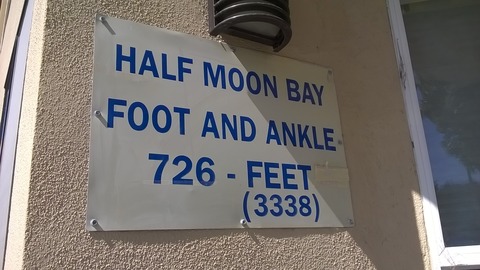 HALF MOON BAY
FOOT AND ANKLE
726 - FEET
(3338)